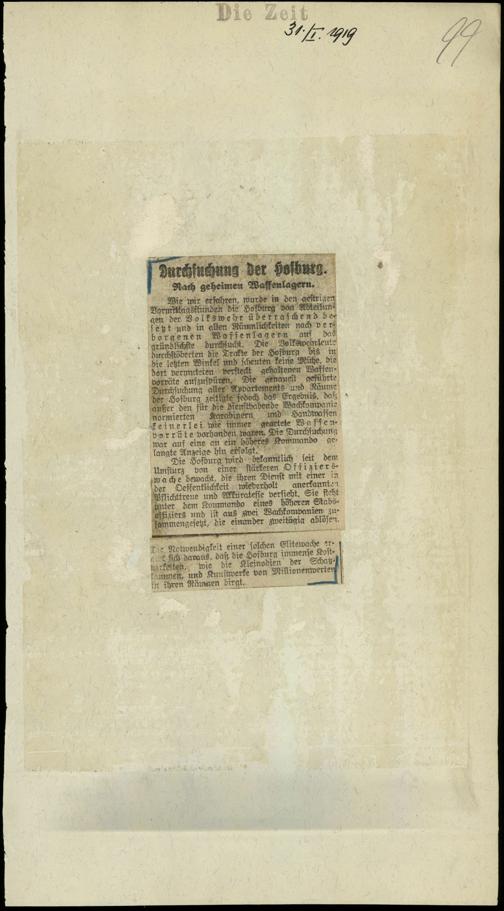 Die Zeit
31./I. 1919
99
Durchsuchung der Hofburg.
Nach geheimen Waffenlagern.
Wie wir erfahren, wurde in den gestrigen
Vormittagsstunden die Hofburg von Abteilun-
gen der Volkswehr überraschend be-
setzt und in allen Räumlichkeiten nach ver-
borgenen Waffenlagern auf das
gründlichste durchsucht. Die Volkswehrleute
durchstöberten die Trakte der Hofburg bis in
die letzten Winkel und scheuten keine Mühe, die
dort vermuteten versteckt gehaltenen Waffen-
vorräte aufzuspüren. Die genauest geführte
Durchsuchung aller Appartements und Räume
der Hofburg zeitigte jedoch das Ergebnis, daß
außer den für die diensthabende Wachkompanie
normierten Karabinern und Handwaffen
keinerlei wie immer geartete Waffen-
vorräte vorhanden waren. Die Durchsuchung
war auf eine an ein höheres Kommando ge-
langte Anzeige hin erfolgt.
Die Hofburg wird bekanntlich seit dem
Umsturz von einer stärkeren Offiziers-
wache bewacht, die ihren Dienst mit einer in
der Oeffentlichkeit wiederholt anerkannten
Pflichttreue und Akkuratesse versieht. Sie steht
unter dem Kommando eines höheren Stabs-
offiziers und ist aus zwei Wachkompanien zu-
sammengesetzt, die einander zweitägig ablösen.
Die Notwendigkeit einer solchen Elitewache er-
gibt sich daraus, daß die Hofburg immense Kost-
barkeiten, wie die Kleinodien der Schatz-
kammer, und Kunstwerke von Millionenwerten
in ihren Räumen birgt.